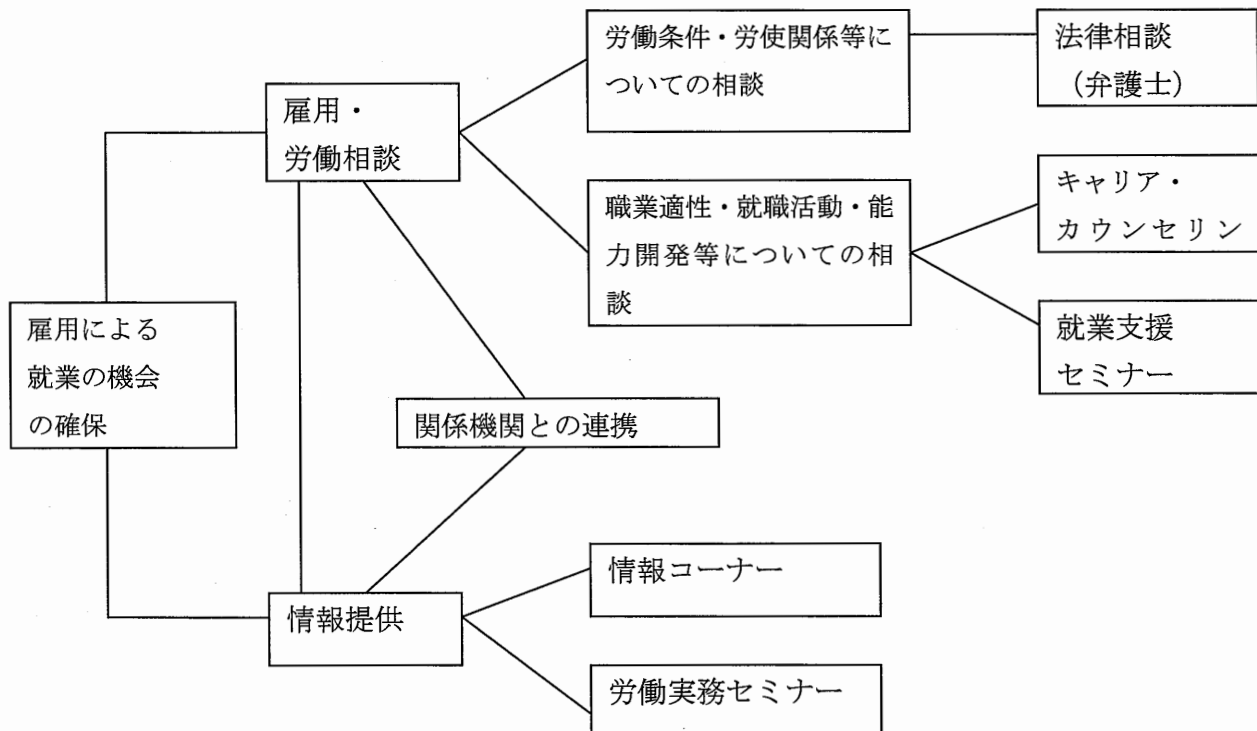 労働条件・労使関係等に
ついての相談
法律相談
（弁護士）
雇用・
労働相談
職業適性・就職活動・能
力開発等についての相
談
キャリア・
カウンセリン
就業支援
セミナー
雇用による
就業の機会
の確保
関係機関との連携
情報提供
情報コーナー
労働実務セミナー